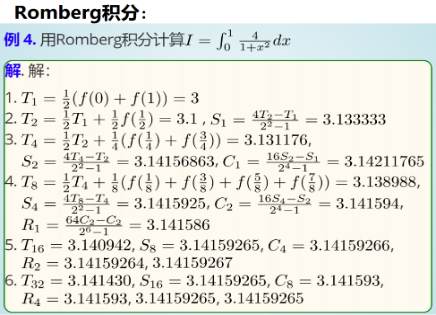 Romberg积分：
例 4. 用Romberg积分计算I = ∫₀¹ 4/(1+x²) dx
解. 解：
1. T₁ = 1/2(f(0) + f(1)) = 3
2. T₂ = 1/2T₁ + 1/2f(1/2) = 3.1 , S₁ = (4T₂−T₁)/(2²−1) = 3.133333
3. T₄ = 1/2T₂ + 1/4(f(1/4) + f(3/4)) = 3.131176,
S₂ = (4T₄−T₂)/(2²−1) = 3.14156863, C₁ = (16S₂−S₁)/(2⁴−1) = 3.14211765
4. T₈ = 1/2T₄ + 1/8(f(1/8) + f(3/8) + f(5/8) + f(7/8)) = 3.138988,
S₄ = (4T₈−T₄)/(2²−1) = 3.1415925, C₂ = (16S₄−S₂)/(2⁴−1) = 3.141594,
R₁ = (64C₂−C₂)/(2⁶−1) = 3.141586
5. T₁₆ = 3.140942, S₈ = 3.14159265, C₄ = 3.14159266,
R₂ = 3.14159264, 3.14159267
6. T₃₂ = 3.141430, S₁₆ = 3.14159265, C₈ = 3.141593,
R₄ = 3.141593, 3.14159265, 3.14159265